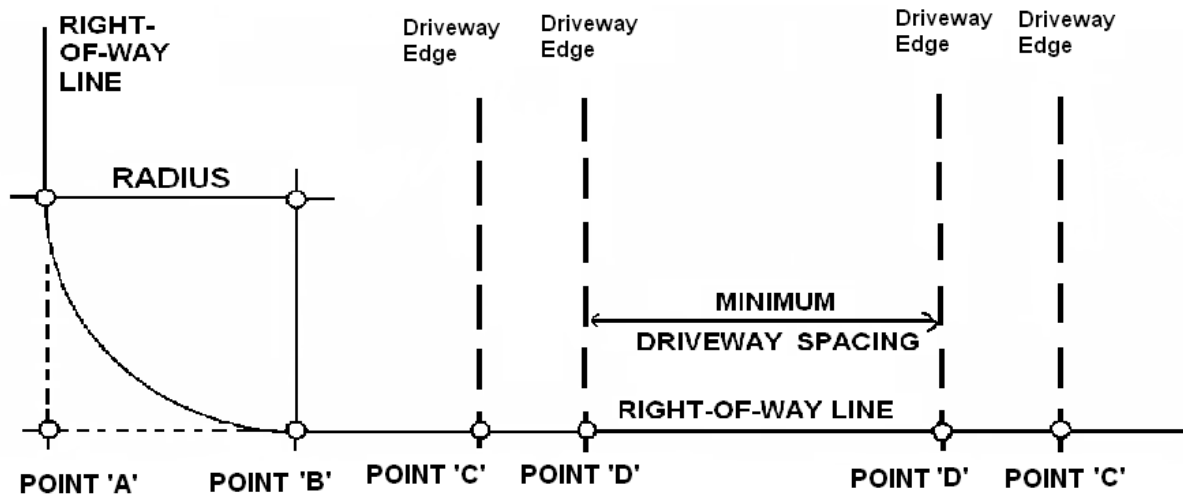 RIGHT-
OF-WAY
LINE
Driveway
Edge
Driveway
Edge
Driveway
Edge
Driveway
Edge
RADIUS
MINIMUM
DRIVEWAY SPACING
RIGHT-OF-WAY LINE
POINT 'A'
POINT 'B'
POINT 'C'
POINT 'D'
POINT 'D'
POINT 'C'